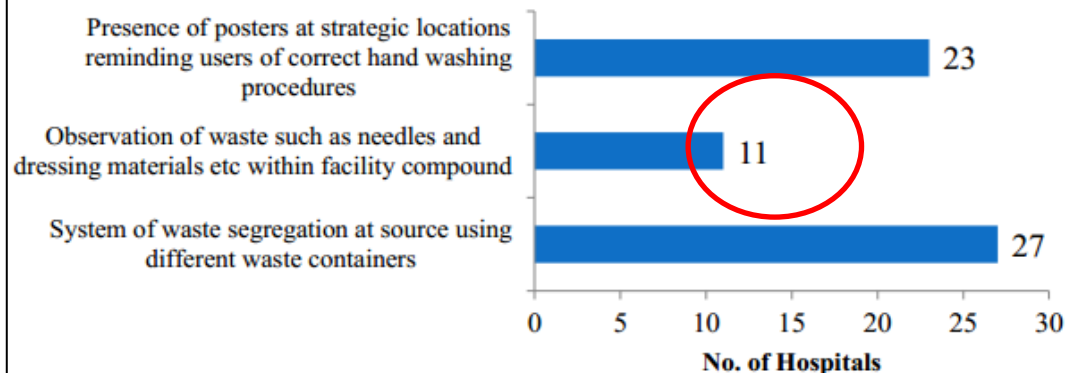 Presence of posters at strategic locations
reminding users of correct hand washing
procedures
23
Observation of waste such as needles and
dressing materials etc within facility compound
11
System of waste segregation at source using
different waste containers
27
0 5 10 15 20 25 30
No. of Hospitals